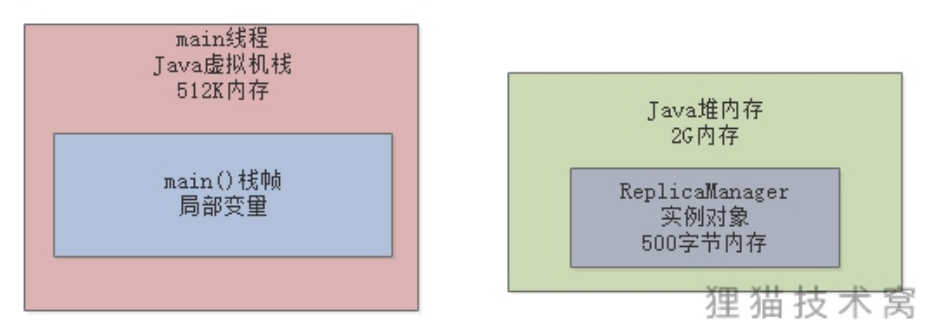 main线程
Java虚拟机栈
512K内存
main()栈帧
局部变量
Java堆内存
2G内存
ReplicaManager
实例对象
500字节内存
狸猫技术窝